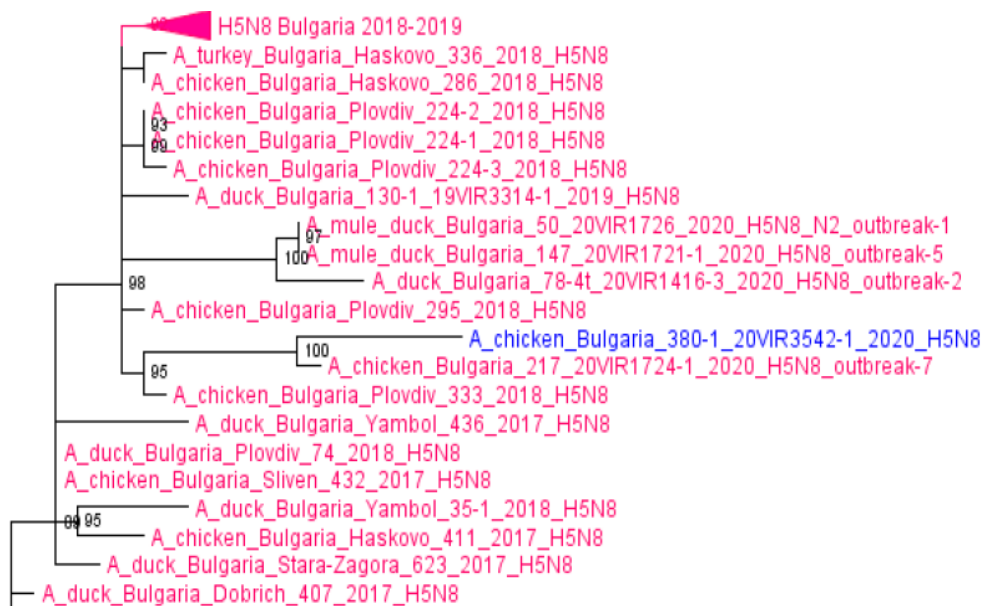 H5N8 Bulgaria 2018-2019
A_turkey_Bulgaria_Haskovo_336_2018_H5N8
A_chicken_Bulgaria_Haskovo_286_2018_H5N8
A_chicken_Bulgaria_Plovdiv_224-2_2018_H5N8
93
A_chicken_Bulgaria_Plovdiv_224-1_2018_H5N8
99
A_chicken_Bulgaria_Plovdiv_224-3_2018_H5N8
A_duck_Bulgaria_130-1_19VIR3314-1_2019_H5N8
A_mule_duck_Bulgaria_50_20VIR1726_2020_H5N8_N2_outbreak-1
97
A_mule_duck_Bulgaria_147_20VIR1721-1_2020_H5N8_outbreak-5
100
A_duck_Bulgaria_78-4t_20VIR1416-3_2020_H5N8_outbreak-2
98
A_chicken_Bulgaria_Plovdiv_295_2018_H5N8
A_chicken_Bulgaria_380-1_20VIR3542-1_2020_H5N8
100
A_chicken_Bulgaria_217_20VIR1724-1_2020_H5N8_outbreak-7
95
A_chicken_Bulgaria_Plovdiv_333_2018_H5N8
A_duck_Bulgaria_Yambol_436_2017_H5N8
A_duck_Bulgaria_Plovdiv_74_2018_H5N8
A_chicken_Bulgaria_Sliven_432_2017_H5N8
A_duck_Bulgaria_Yambol_35-1_2018_H5N8
95
A_chicken_Bulgaria_Haskovo_411_2017_H5N8
A_duck_Bulgaria_Stara-Zagora_623_2017_H5N8
A_duck_Bulgaria_Dobrich_407_2017_H5N8